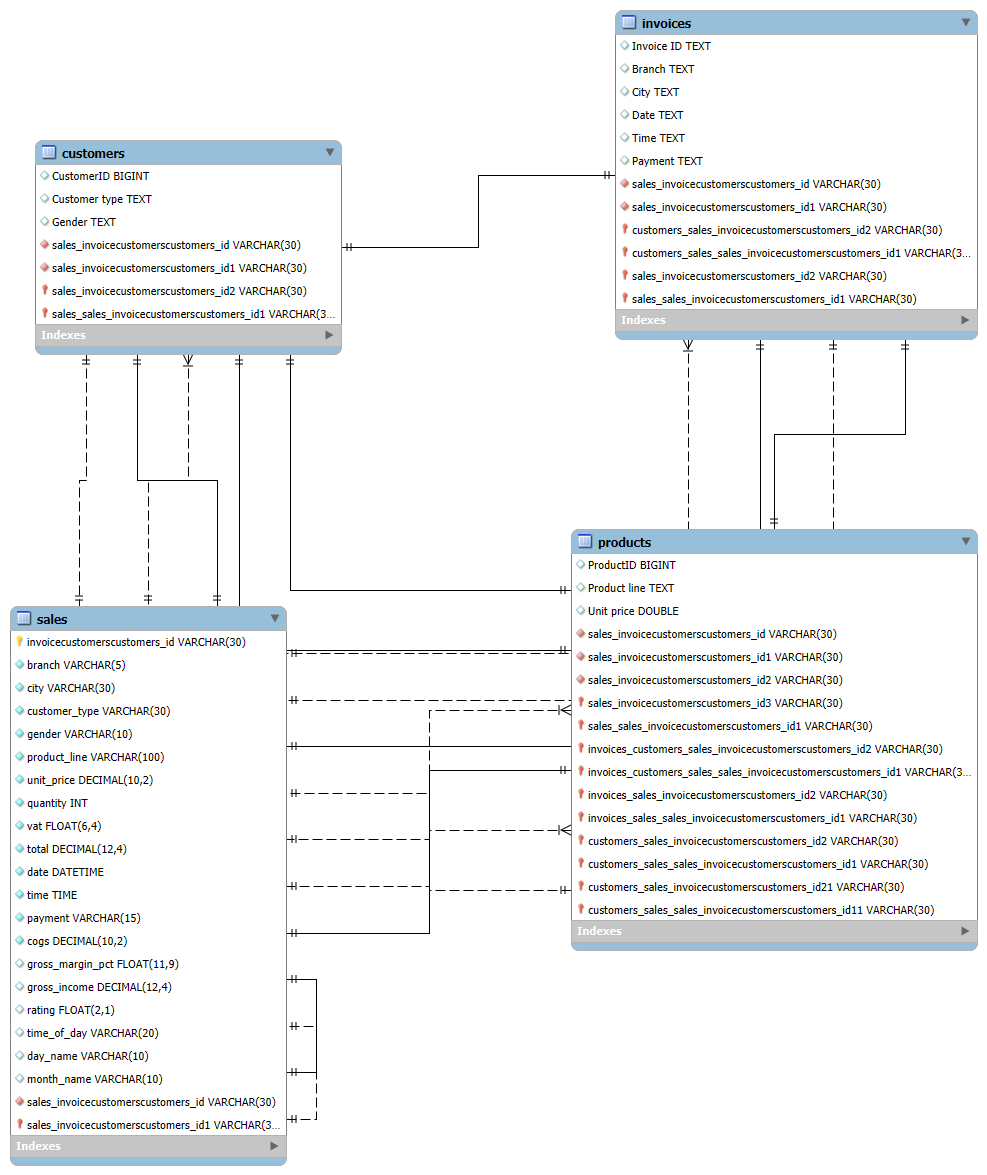 invoices
Invoice ID TEXT
Branch TEXT
City TEXT
Date TEXT
Time TEXT
Payment TEXT
sales_invoicecustomerscustomers_id VARCHAR(30)
sales_invoicecustomerscustomers_id1 VARCHAR(30)
customers_sales_invoicecustomerscustomers_id2 VARCHAR(30)
customers_sales_sales_invoicecustomerscustomers_id1 VARCHAR(3...
sales_invoicecustomerscustomers_id2 VARCHAR(30)
sales_sales_invoicecustomerscustomers_id1 VARCHAR(30)
Indexes
customers
CustomerID BIGINT
Customer type TEXT
Gender TEXT
sales_invoicecustomerscustomers_id VARCHAR(30)
sales_invoicecustomerscustomers_id1 VARCHAR(30)
sales_invoicecustomerscustomers_id2 VARCHAR(30)
sales_sales_invoicecustomerscustomers_id1 VARCHAR(3...
Indexes
products
ProductID BIGINT
Product line TEXT
Unit price DOUBLE
sales_invoicecustomerscustomers_id VARCHAR(30)
sales_invoicecustomerscustomers_id1 VARCHAR(30)
sales_invoicecustomerscustomers_id2 VARCHAR(30)
sales_invoicecustomerscustomers_id3 VARCHAR(30)
sales_sales_invoicecustomerscustomers_id1 VARCHAR(30)
invoices_customers_sales_invoicecustomerscustomers_id2 VARCHAR(30)
invoices_customers_sales_sales_invoicecustomerscustomers_id1 VARCHAR(3...
invoices_sales_invoicecustomerscustomers_id2 VARCHAR(30)
invoices_sales_sales_invoicecustomerscustomers_id1 VARCHAR(30)
customers_sales_invoicecustomerscustomers_id2 VARCHAR(30)
customers_sales_sales_invoicecustomerscustomers_id1 VARCHAR(30)
customers_sales_invoicecustomerscustomers_id21 VARCHAR(30)
customers_sales_sales_invoicecustomerscustomers_id11 VARCHAR(30)
Indexes
sales
invoicecustomerscustomers_id VARCHAR(30)
branch VARCHAR(5)
city VARCHAR(30)
customer_type VARCHAR(30)
gender VARCHAR(10)
product_line VARCHAR(100)
unit_price DECIMAL(10,2)
quantity INT
vat FLOAT(6,4)
total DECIMAL(12,4)
date DATETIME
time TIME
payment VARCHAR(15)
cogs DECIMAL(10,2)
gross_margin_pct FLOAT(11,9)
gross_income DECIMAL(12,4)
rating FLOAT(2,1)
time_of_day VARCHAR(20)
day_name VARCHAR(10)
month_name VARCHAR(10)
sales_invoicecustomerscustomers_id VARCHAR(30)
sales_invoicecustomerscustomers_id1 VARCHAR(3...
Indexes